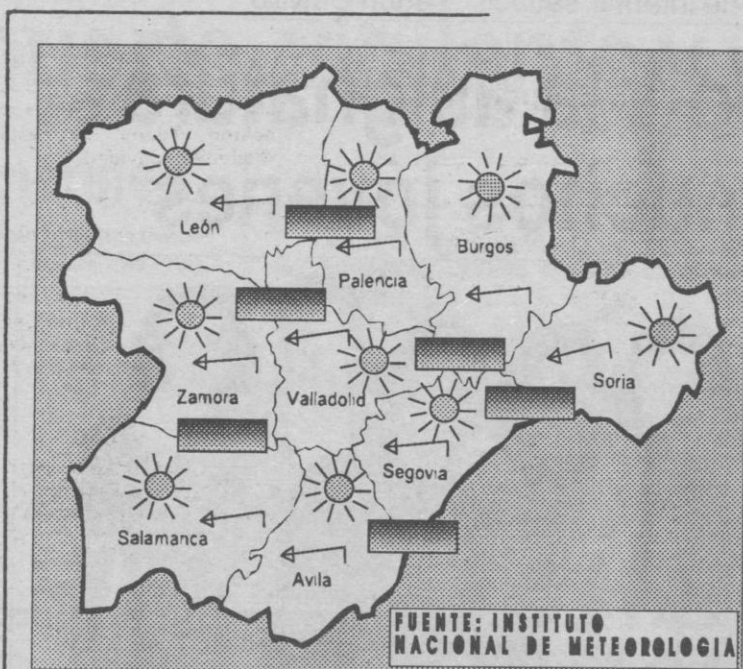 León
Burgos
Palencia
Soria
Zamora
Valladolid
Segovia
Salamanca
Avila
FUENTE: INSTITUTO
NACIONAL DE METEOROLOGIA